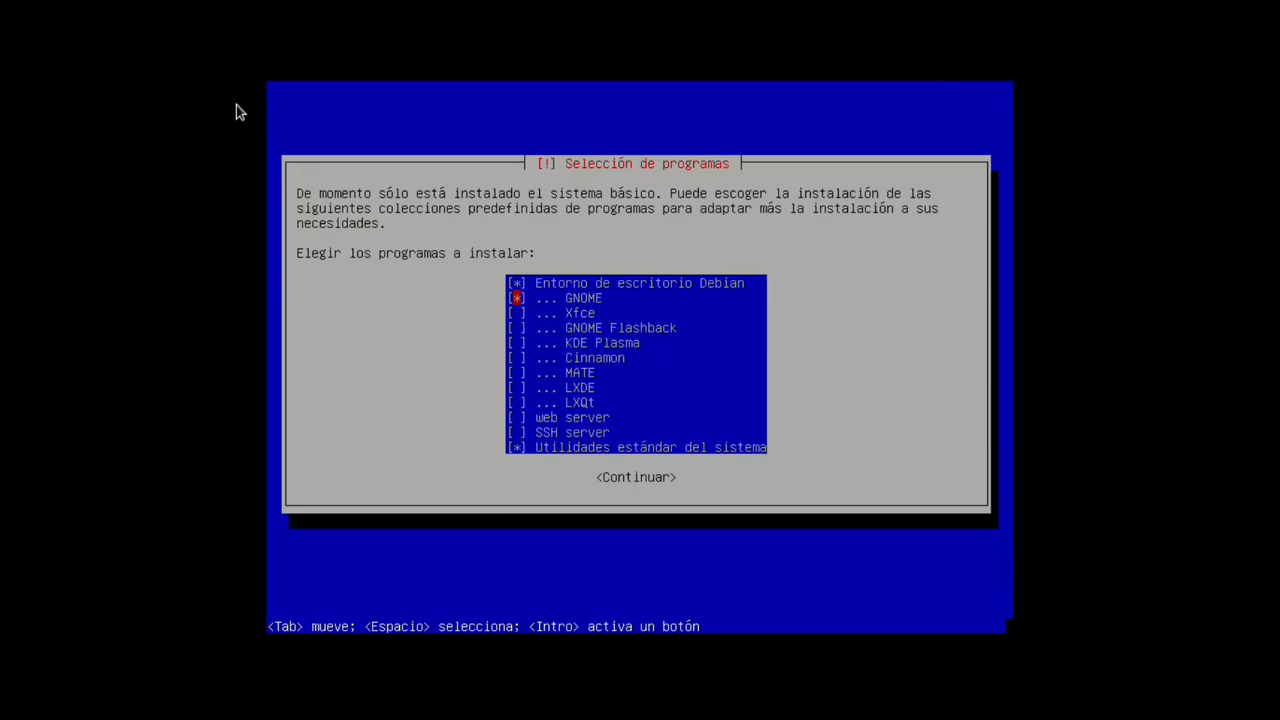 [!] Selección de programas
De momento sólo está instalado el sistema básico. Puede escoger la instalación de las
siguientes colecciones predefinidas de programas para adaptar más la instalación a sus
necesidades.
Elegir los programas a instalar:
[*] Entorno de escritorio Debian
[*] ... GNOME
[ ] ... Xfce
[ ] ... GNOME Flashback
[ ] ... KDE Plasma
[ ] ... Cinnamon
[ ] ... MATE
[ ] ... LXDE
[ ] ... LXQt
[ ] web server
[ ] SSH server
[*] Utilidades estándar del sistema
<Continuar>
<Tab> mueve; <Espacio> selecciona; <Intro> activa un botón